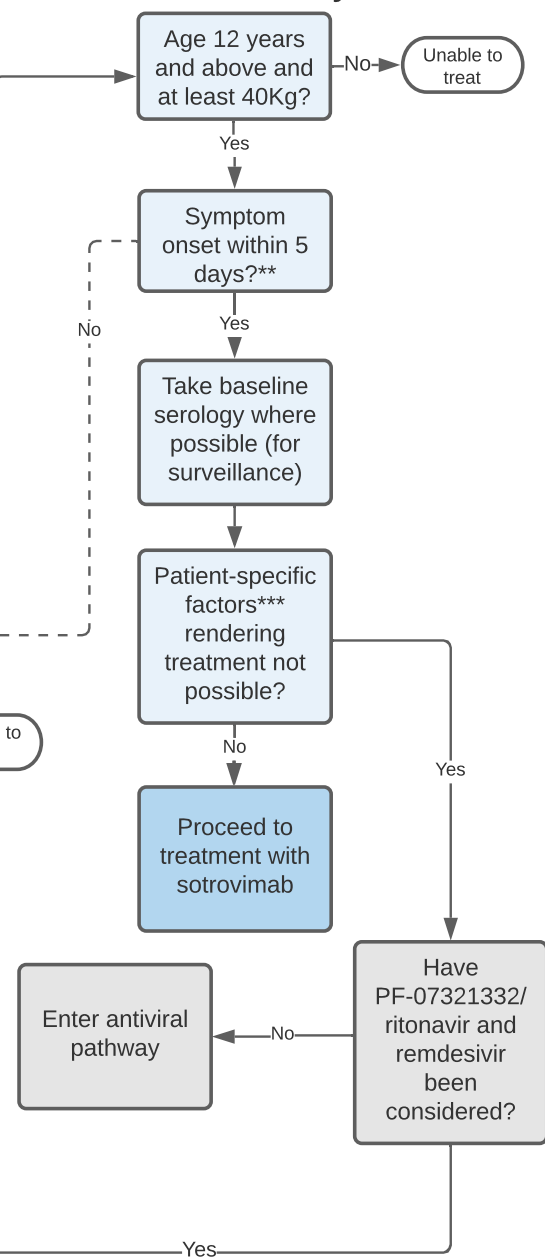 Age 12 years
and above and
at least 40Kg?
No
Unable to
treat
Yes
Symptom
onset within 5
days?**
No
Yes
Take baseline
serology where
possible (for
surveillance)
Patient-specific
factors***
rendering
treatment not
possible?
to
No
Yes
Proceed to
treatment with
sotrovimab
Have
PF-07321332/
ritonavir and
remdesivir
been
considered?
No
Enter antiviral
pathway
Yes